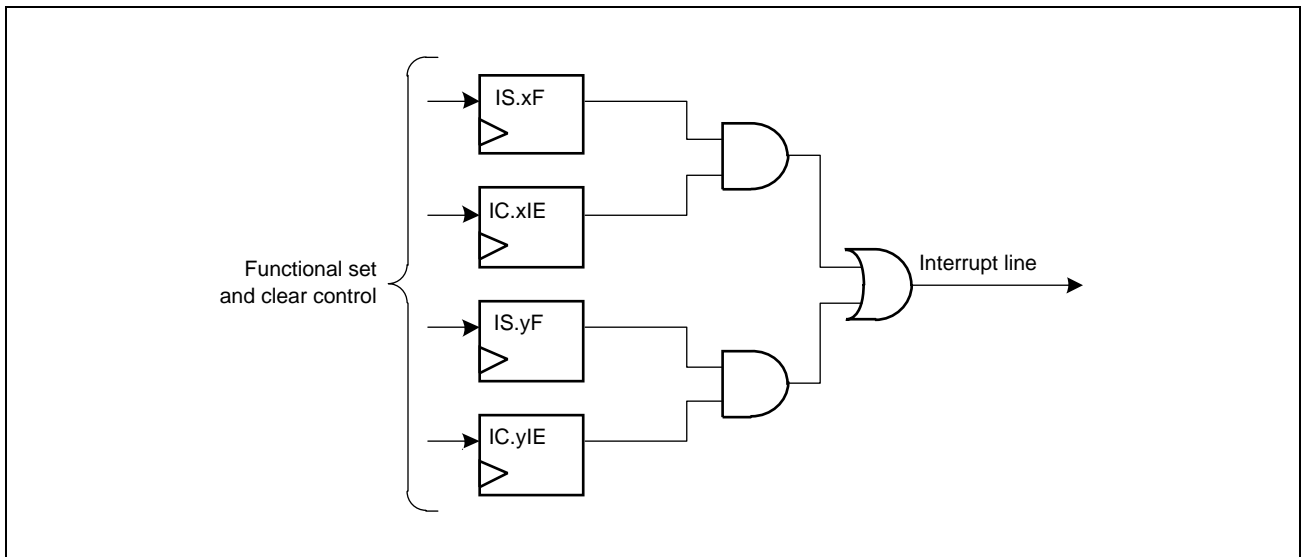 IS.xF
IC.xIE
Functional set
and clear control
Interrupt line
IS.yF
IC.yIE